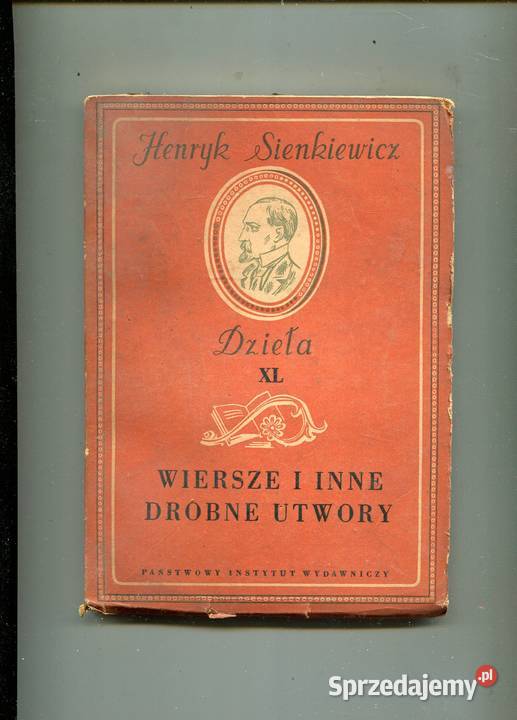 Henryk Sienkiewicz
Dzieła
XL
WIERSZE I INNE
DROBNE UTWORY
PAŃSTWOWY INSTYTUT WYDAWNICZY
Sprzedajemy.pl